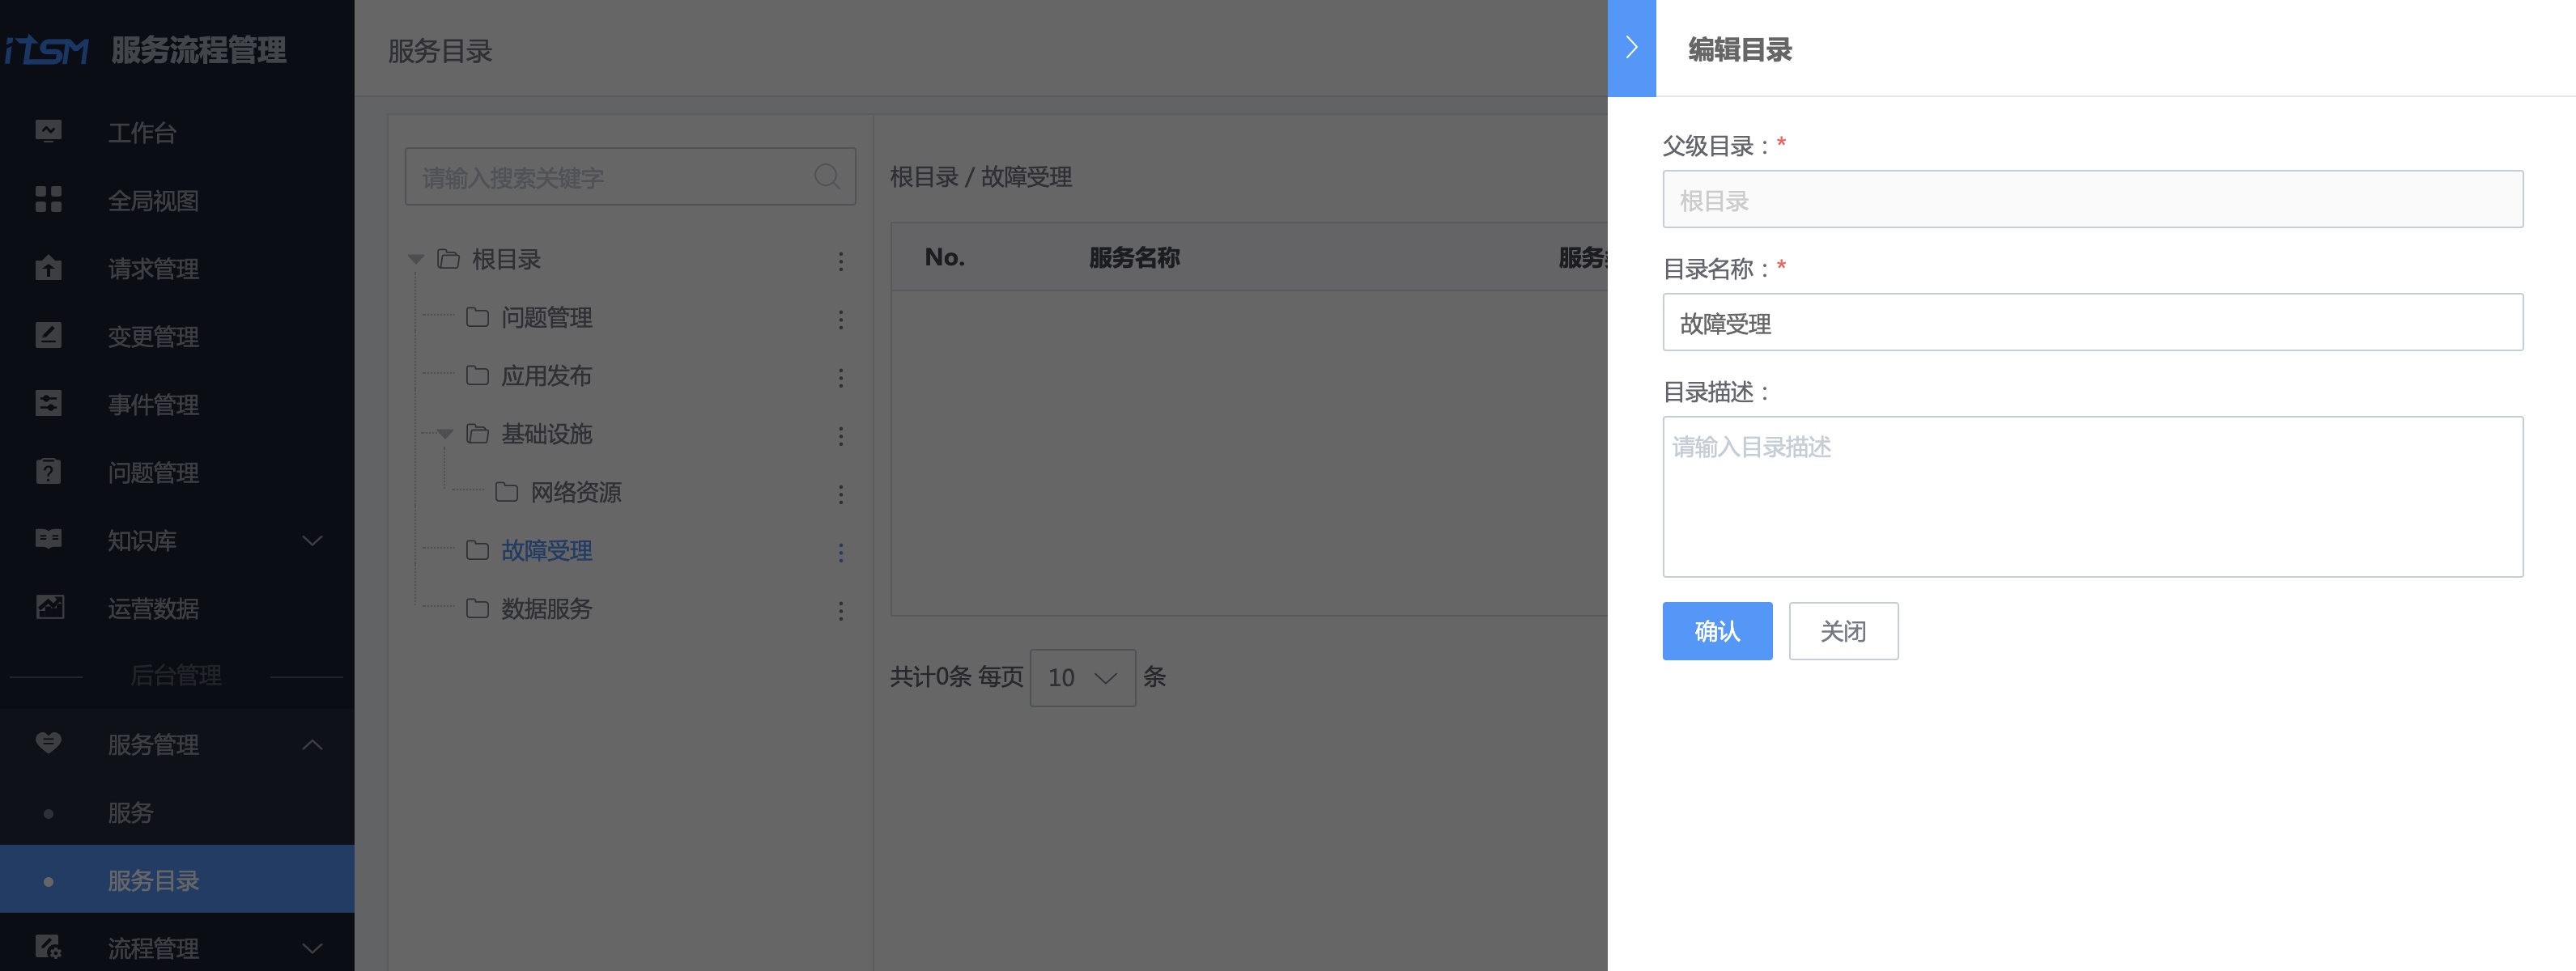 iTSM 服务流程管理
工作台
全局视图
请求管理
变更管理
事件管理
问题管理
知识库
运营数据
后台管理
服务管理
服务
服务目录
流程管理
服务目录
请输入搜索关键字
根目录
问题管理
应用发布
基础设施
网络资源
故障受理
数据服务
根目录 / 故障受理
No. 服务名称 服务
共计0条 每页 10 条
编辑目录
父级目录：*
根目录
目录名称：*
故障受理
目录描述：
请输入目录描述
确认 关闭